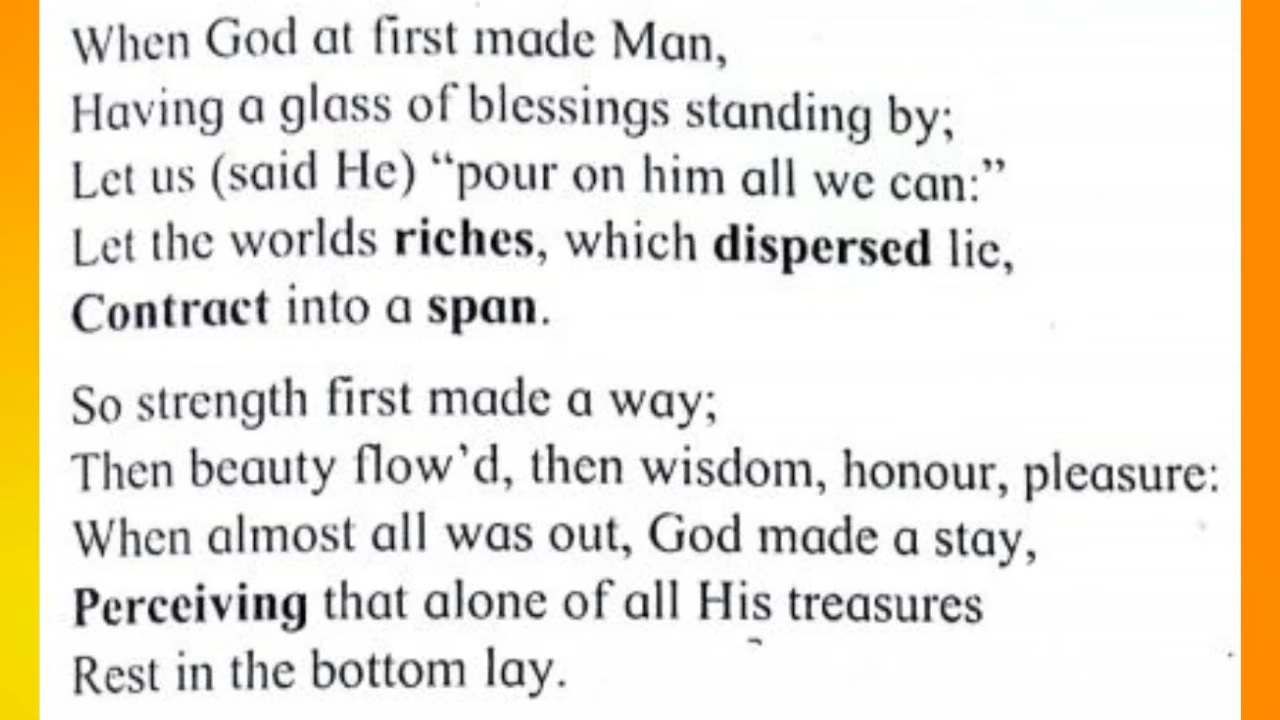 When God at first made Man,
Having a glass of blessings standing by;
Let us (said He) “pour on him all we can:”
Let the worlds riches, which dispersed lie,
Contract into a span.
So strength first made a way;
Then beauty flow’d, then wisdom, honour, pleasure:
When almost all was out, God made a stay,
Perceiving that alone of all His treasures
Rest in the bottom lay.